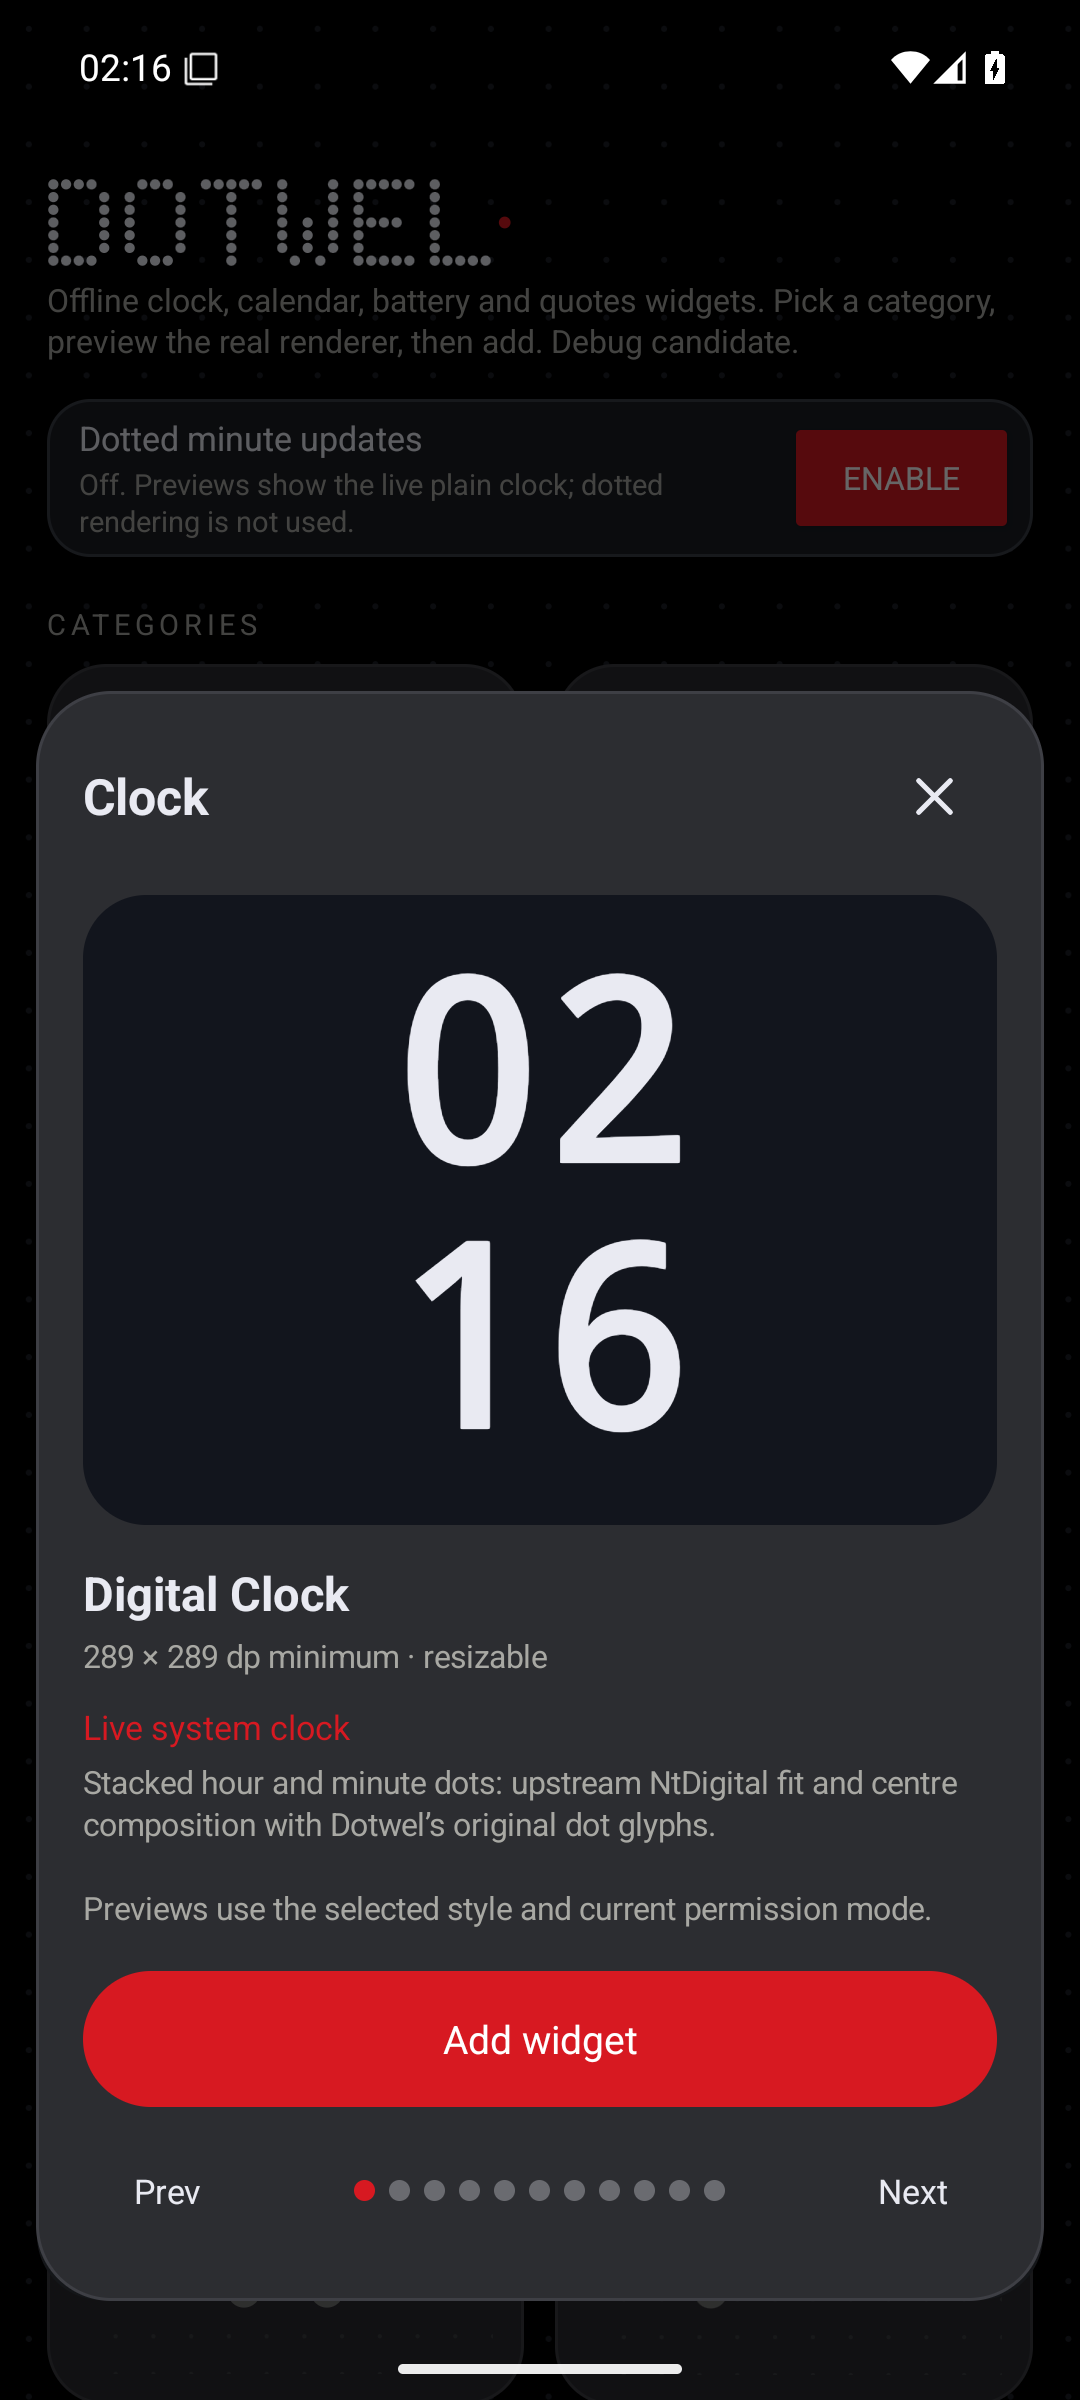 02:16
DOTWEL
Offline clock, calendar, battery and quotes widgets. Pick a category,
preview the real renderer, then add. Debug candidate.
Dotted minute updates
Off. Previews show the live plain clock; dotted
rendering is not used.
ENABLE
CATEGORIES
Clock
02
16
Digital Clock
289 × 289 dp minimum · resizable
Live system clock
Stacked hour and minute dots: upstream NtDigital fit and centre
composition with Dotwel’s original dot glyphs.
Previews use the selected style and current permission mode.
Add widget
Prev
Next